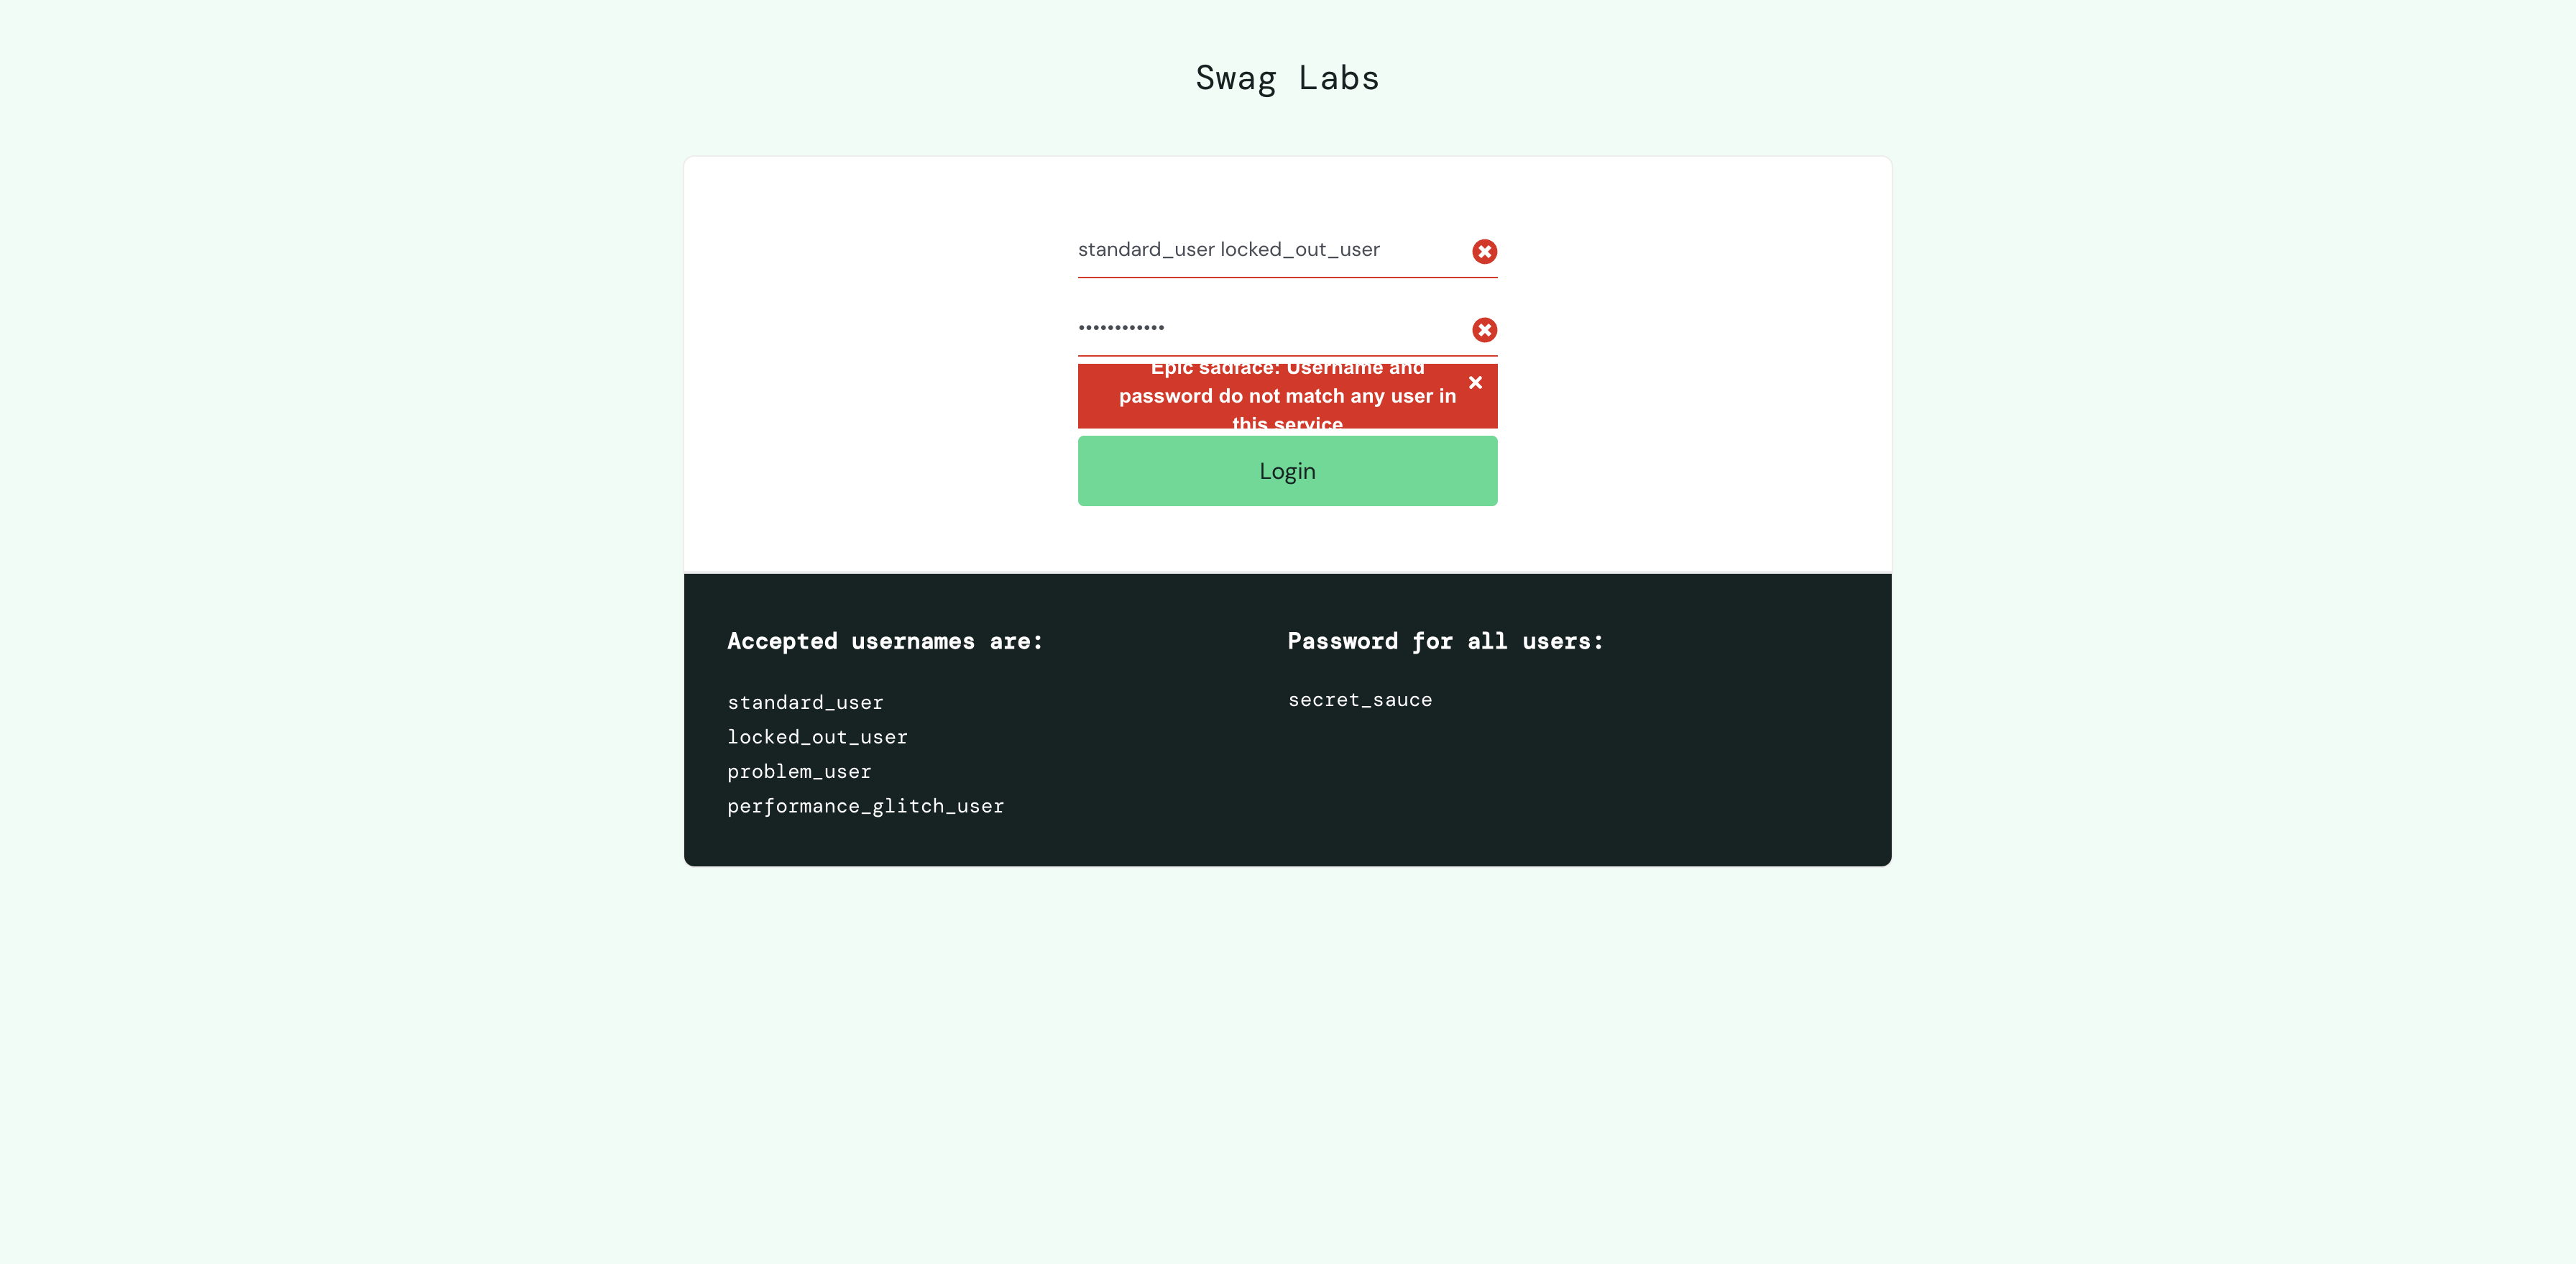 Swag Labs
standard_user locked_out_user
••••••••••••
Epic sadface: Username and
password do not match any user in
this service
Login
Accepted usernames are:
standard_user
locked_out_user
problem_user
performance_glitch_user
Password for all users:
secret_sauce